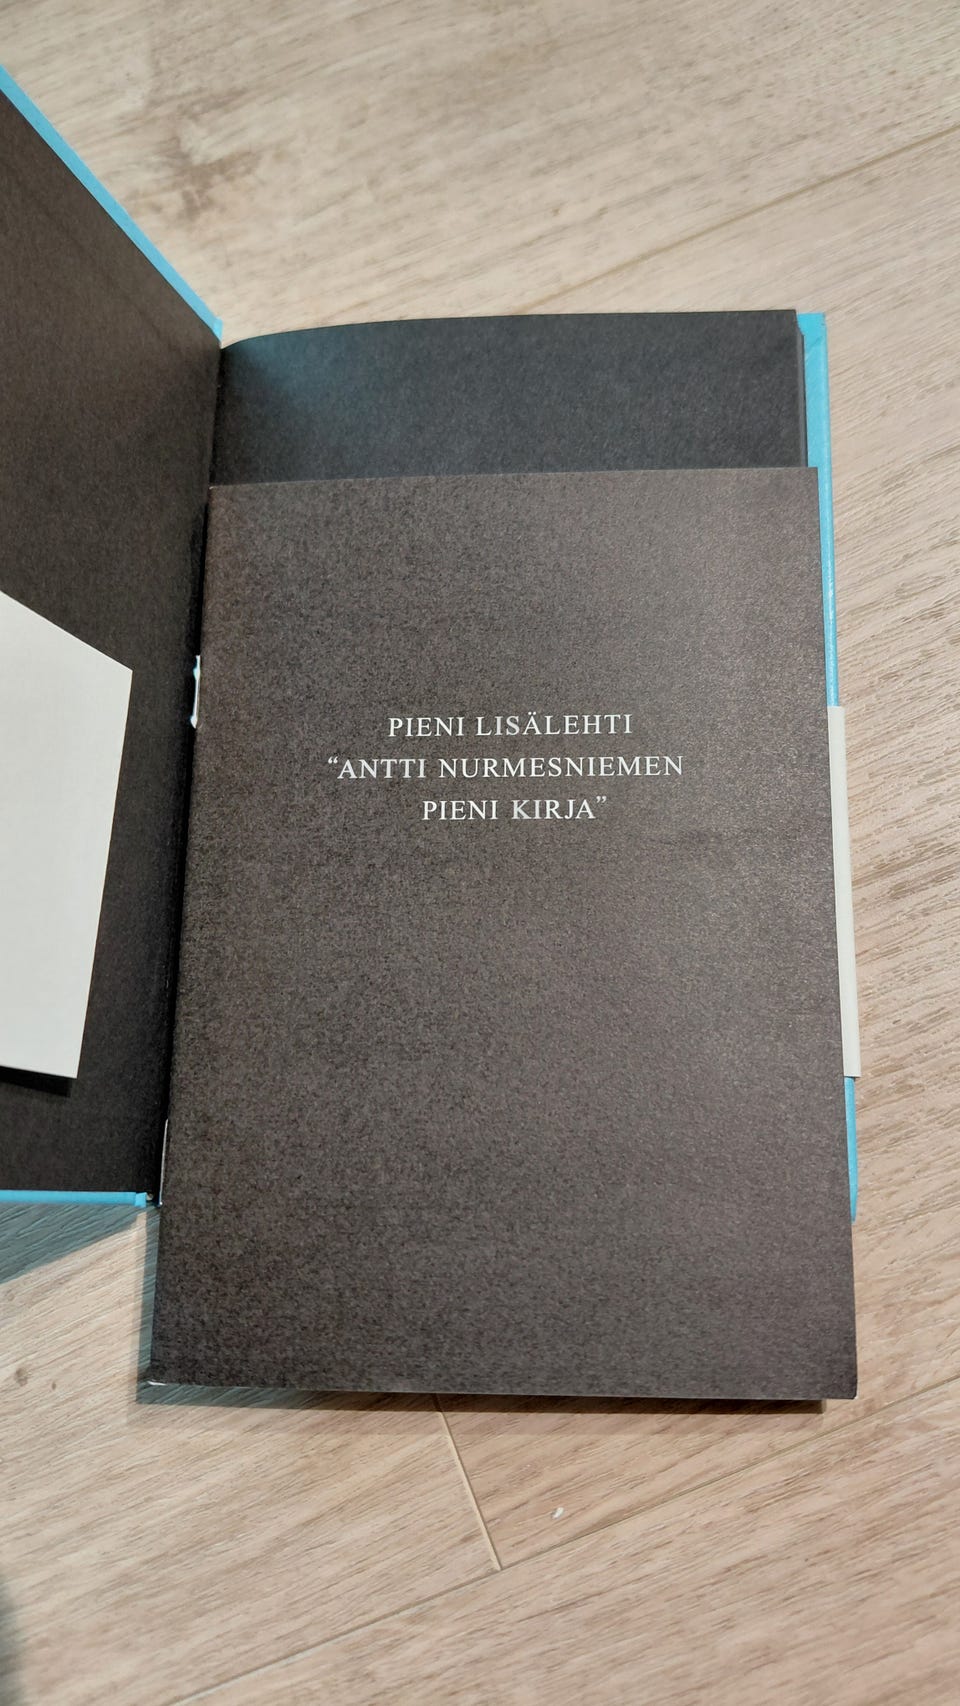 PIENI LISÄLEHTI
“ANTTI NURMESNIEMEN
PIENI KIRJA”